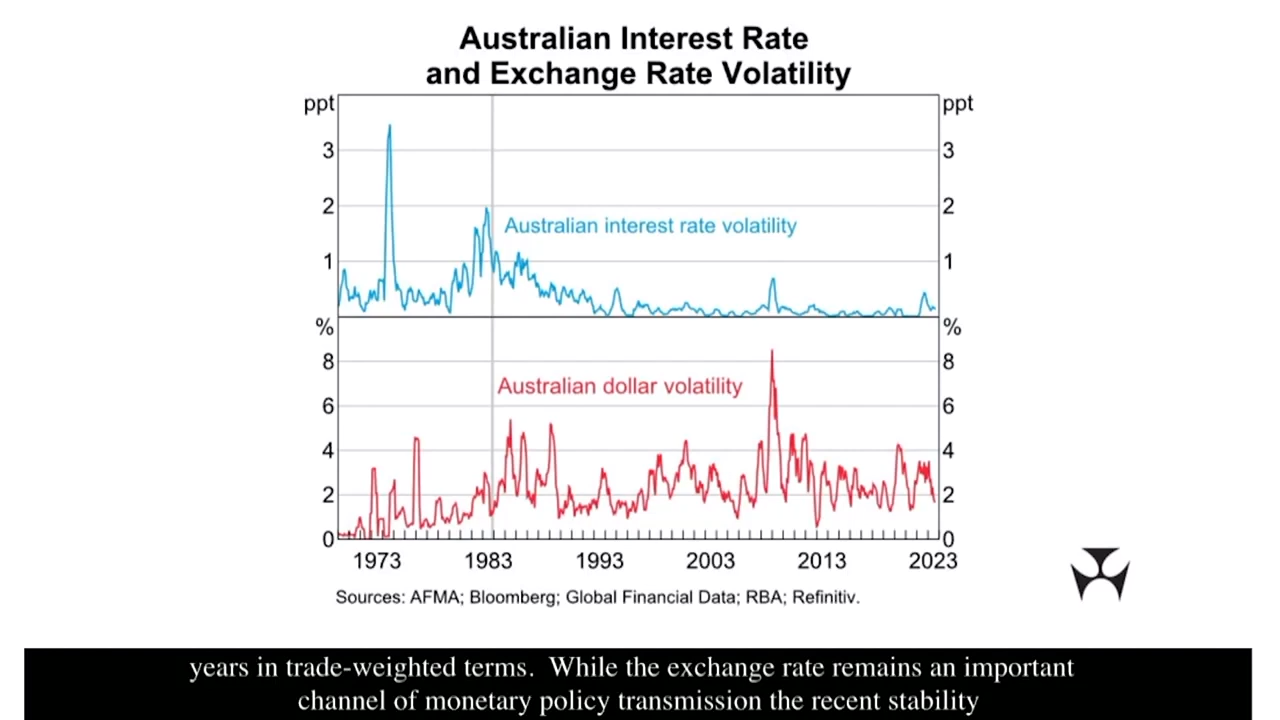 Australian Interest Rate
and Exchange Rate Volatility
ppt ppt
3 3
2 2
Australian interest rate volatility
1 1
% %
8 8
Australian dollar volatility
6 6
4 4
2 2
0 0
1973 1983 1993 2003 2013 2023
Sources: AFMA; Bloomberg; Global Financial Data; RBA; Refinitiv.
years in trade-weighted terms. While the exchange rate remains an important
channel of monetary policy transmission the recent stability